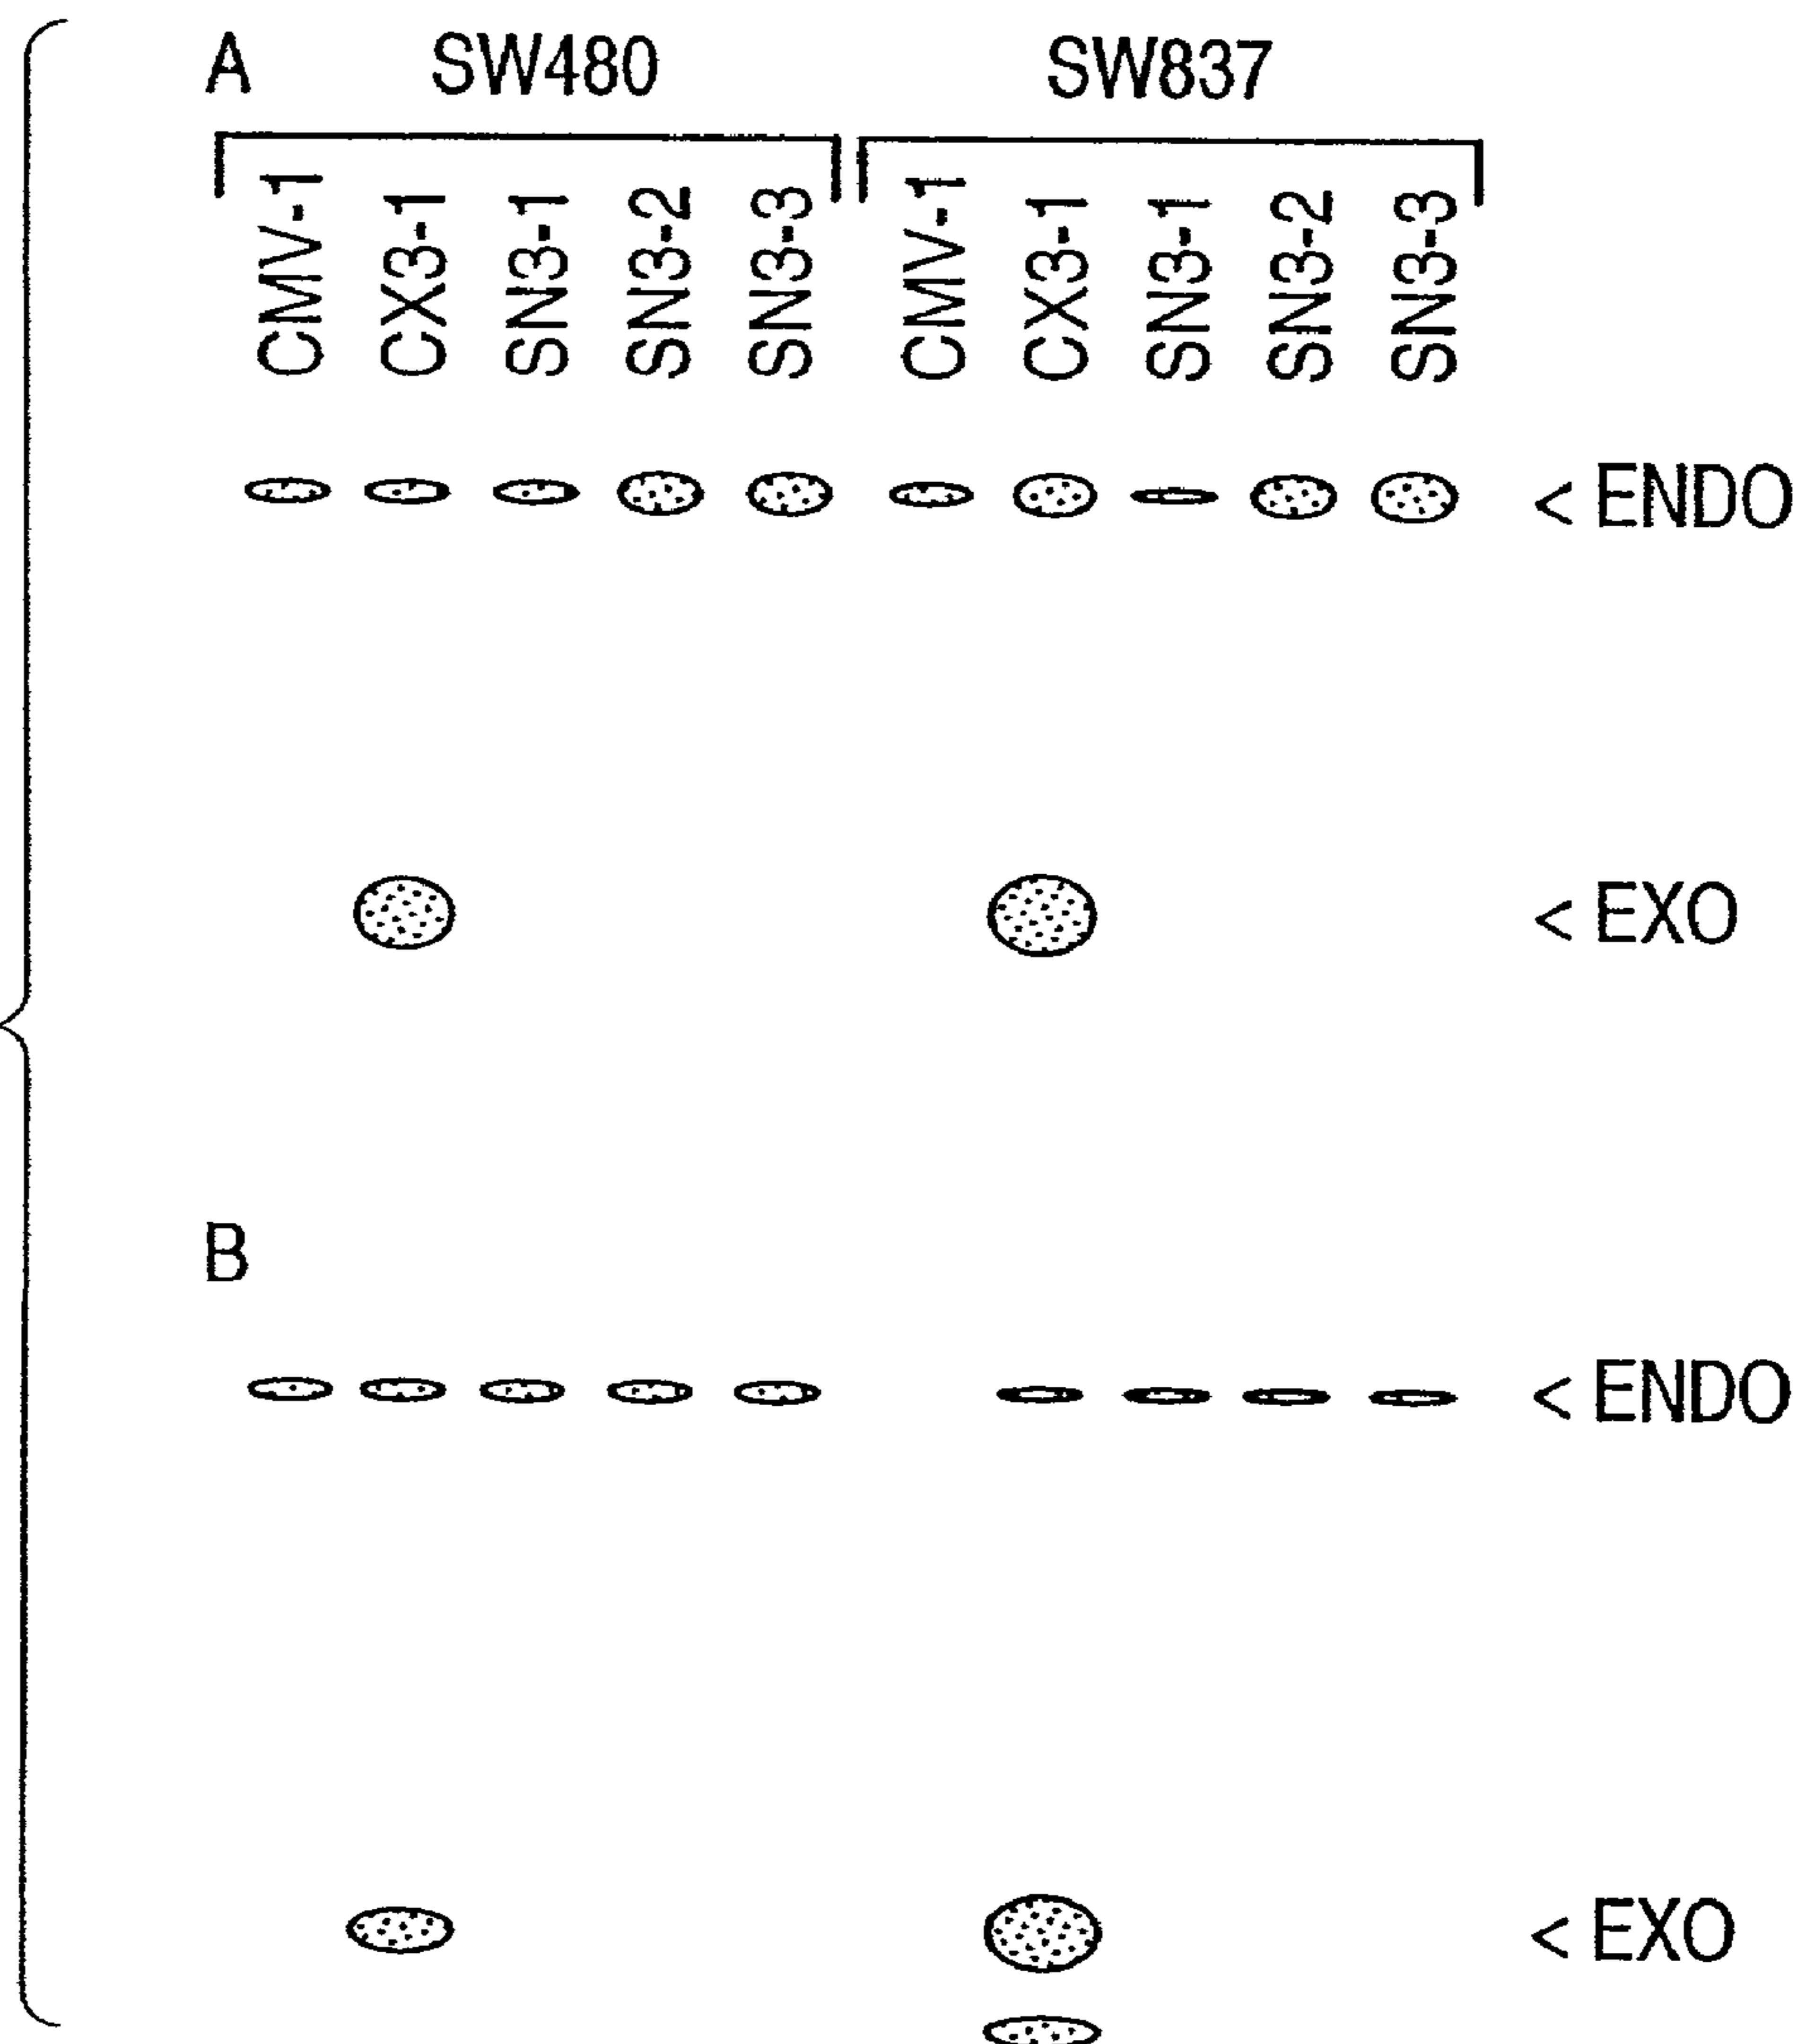 A SW480 SW837
CMV-1 CX3-1 SN3-1 SN3-2 SN3-3 CMV-1 CX3-1 SN3-1 SN3-2 SN3-3
< ENDO
< EXO
B
< ENDO
< EXO